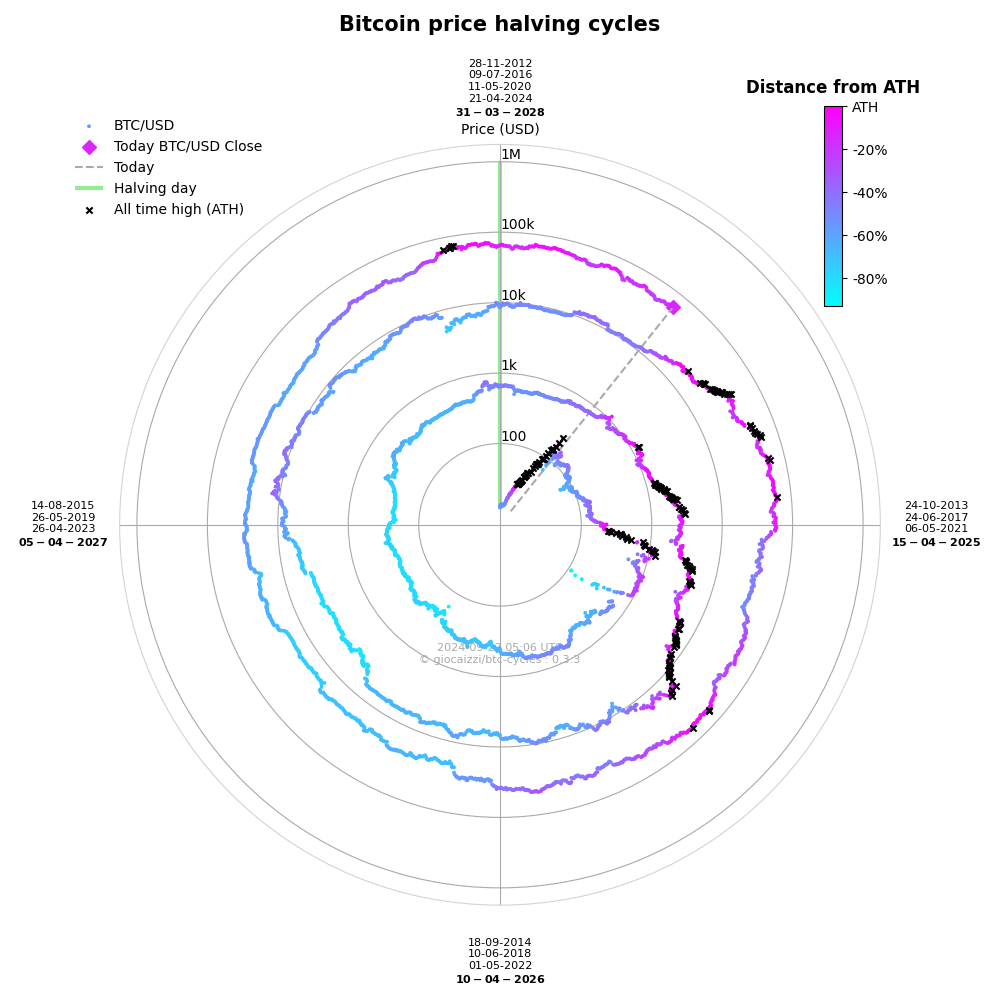 Bitcoin price halving cycles
28-11-2012
09-07-2016
11-05-2020
21-04-2024
31-03-2028
Price (USD)
Distance from ATH
ATH
-20%
-40%
-60%
-80%
BTC/USD
Today BTC/USD Close
Today
Halving day
All time high (ATH)
1M
100k
10k
1k
100
14-08-2015
26-05-2019
26-04-2023
05-04-2027
24-10-2013
24-06-2017
06-05-2021
15-04-2025
05:06 UTC
© giocaizzi/btc-cycles : 0.3.3
18-09-2014
10-06-2018
01-05-2022
10-04-2026